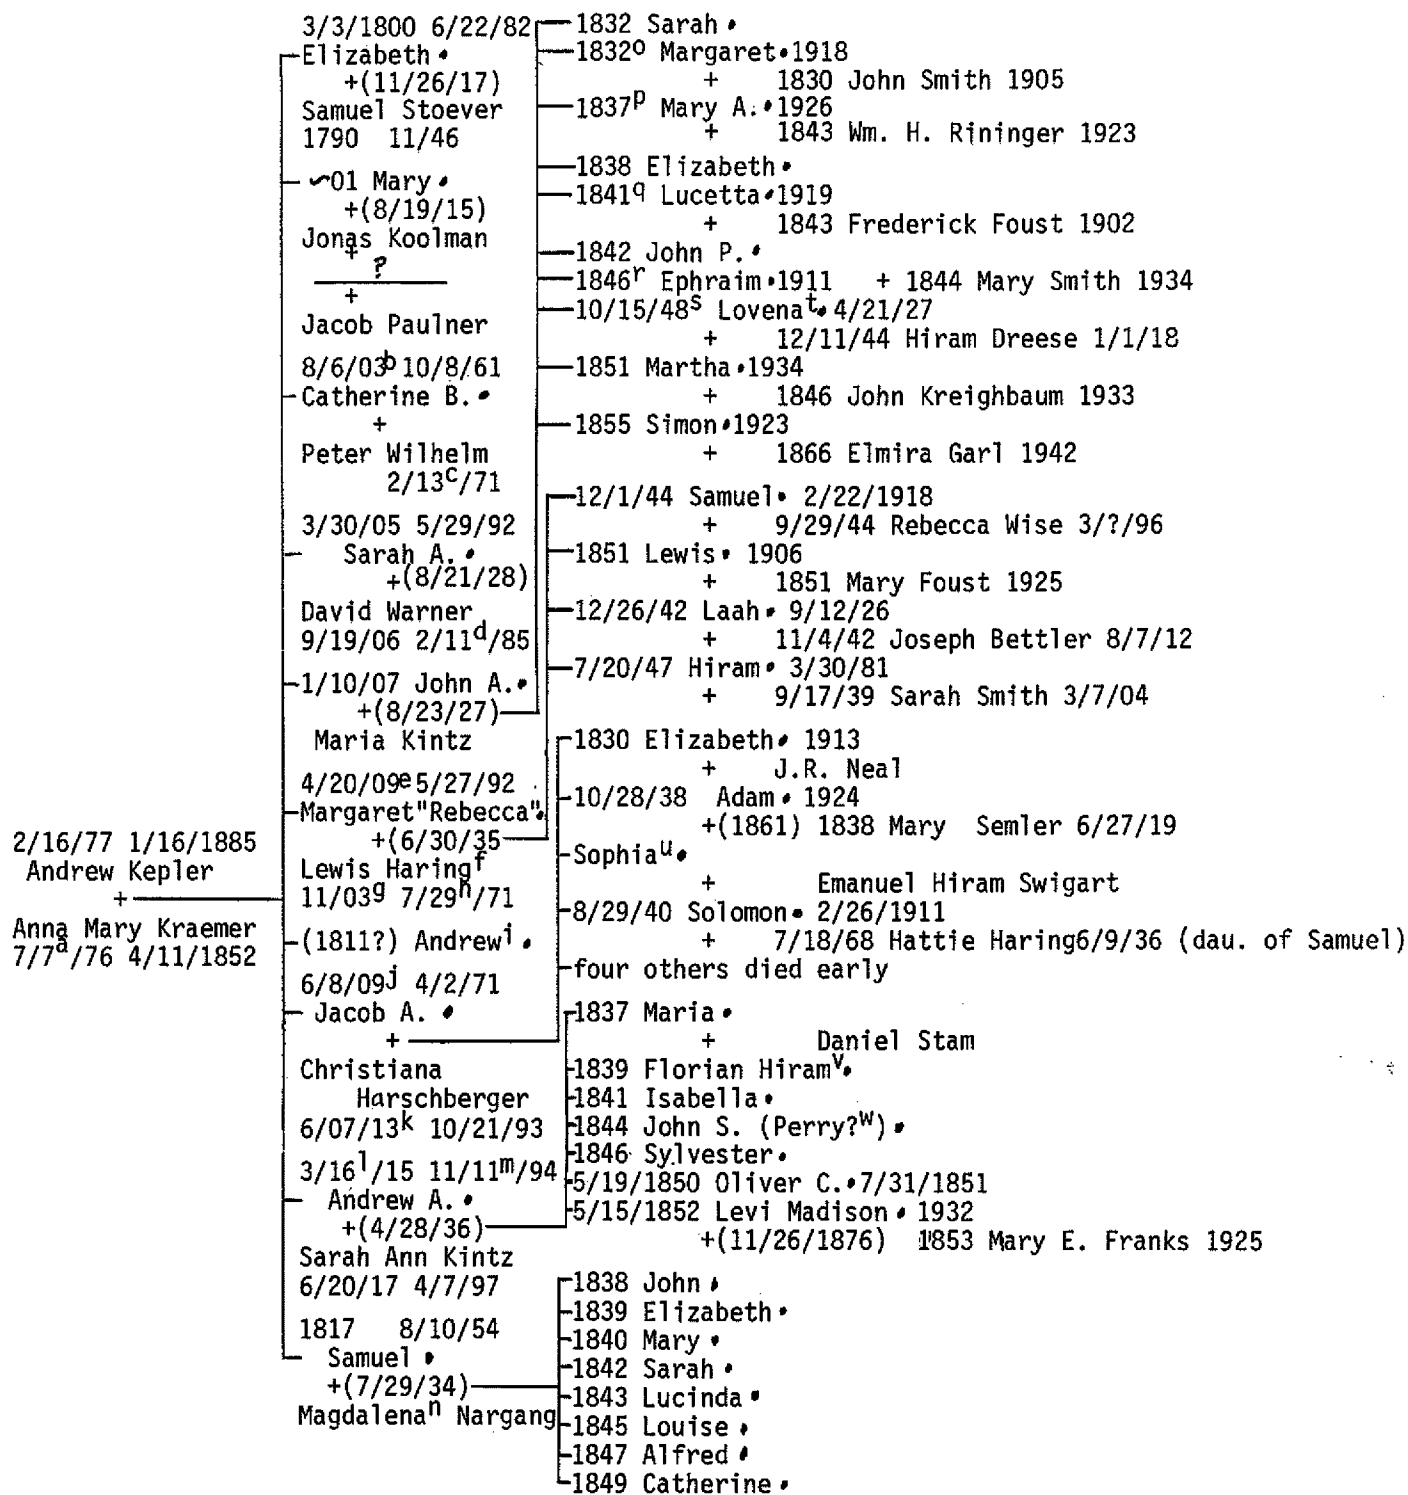 2/16/77 1/16/1885
Andrew Kepler
+
Anna Mary Kraemer
7/7a/76 4/11/1852
3/3/1800 6/22/82
Elizabeth •
+(11/26/17)
Samuel Stoever
1790 11/46
~01 Mary •
+(8/19/15)
Jonas Koolman
+
?
+
Jacob Paulner
8/6/03b 10/8/61
Catherine B. •
+
Peter Wilhelm
2/13c/71
3/30/05 5/29/92
Sarah A. •
+(8/21/28)
David Warner
9/19/06 2/11d/85
1/10/07 John A. •
+(8/23/27)
Maria Kintz
4/20/09e 5/27/92
Margaret"Rebecca" •
+(6/30/35
Lewis Haringf
11/03g 7/29h/71
(1811?) Andrewi •
6/8/09j 4/2/71
Jacob A. •
+
Christiana
Harschberger
6/07/13k 10/21/93
3/16l/15 11/11m/94
Andrew A. •
+(4/28/36)
Sarah Ann Kintz
6/20/17 4/7/97
1817 8/10/54
Samuel •
+(7/29/34)
Magdalenan Nargang
1832 Sarah •
1832o Margaret • 1918
+ 1830 John Smith 1905
1837p Mary A. • 1926
+ 1843 Wm. H. Rininger 1923
1838 Elizabeth •
1841q Lucetta • 1919
+ 1843 Frederick Foust 1902
1842 John P. •
1846r Ephraim • 1911 + 1844 Mary Smith 1934
10/15/48s Lovenat • 4/21/27
+ 12/11/44 Hiram Dreese 1/1/18
1851 Martha • 1934
+ 1846 John Kreighbaum 1933
1855 Simon • 1923
+ 1866 Elmira Garl 1942
12/1/44 Samuel • 2/22/1918
+ 9/29/44 Rebecca Wise 3/?/96
1851 Lewis • 1906
+ 1851 Mary Foust 1925
12/26/42 Laah • 9/12/26
+ 11/4/42 Joseph Bettler 8/7/12
7/20/47 Hiram • 3/30/81
+ 9/17/39 Sarah Smith 3/7/04
1830 Elizabeth • 1913
+ J.R. Neal
10/28/38 Adam • 1924
+(1861) 1838 Mary Semler 6/27/19
Sophiau •
+ Emanuel Hiram Swigart
8/29/40 Solomon • 2/26/1911
+ 7/18/68 Hattie Haring6/9/36 (dau. of Samuel)
four others died early
1837 Maria •
+ Daniel Stam
1839 Florian Hiramv •
1841 Isabella •
1844 John S. (Perry?w) •
1846 Sylvester •
5/19/1850 Oliver C. • 7/31/1851
5/15/1852 Levi Madison • 1932
+(11/26/1876) 1853 Mary E. Franks 1925
1838 John •
1839 Elizabeth •
1840 Mary •
1842 Sarah •
1843 Lucinda •
1845 Louise •
1847 Alfred •
1849 Catherine •